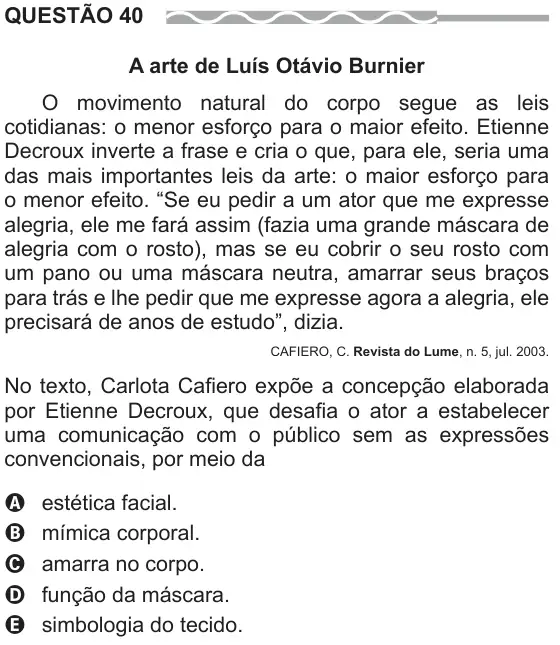 QUESTÃO 40
A arte de Luís Otávio Burnier
O movimento natural do corpo segue as leis
cotidianas: o menor esforço para o maior efeito. Etienne
Decroux inverte a frase e cria o que, para ele, seria uma
das mais importantes leis da arte: o maior esforço para
o menor efeito. “Se eu pedir a um ator que me expresse
alegria, ele me fará assim (fazia uma grande máscara de
alegria com o rosto), mas se eu cobrir o seu rosto com
um pano ou uma máscara neutra, amarrar seus braços
para trás e lhe pedir que me expresse agora a alegria, ele
precisará de anos de estudo”, dizia.
CAFIERO, C. Revista do Lume, n. 5, jul. 2003.
No texto, Carlota Cafiero expõe a concepção elaborada
por Etienne Decroux, que desafia o ator a estabelecer
uma comunicação com o público sem as expressões
convencionais, por meio da
A estética facial.
B mímica corporal.
C amarra no corpo.
D função da máscara.
E simbologia do tecido.